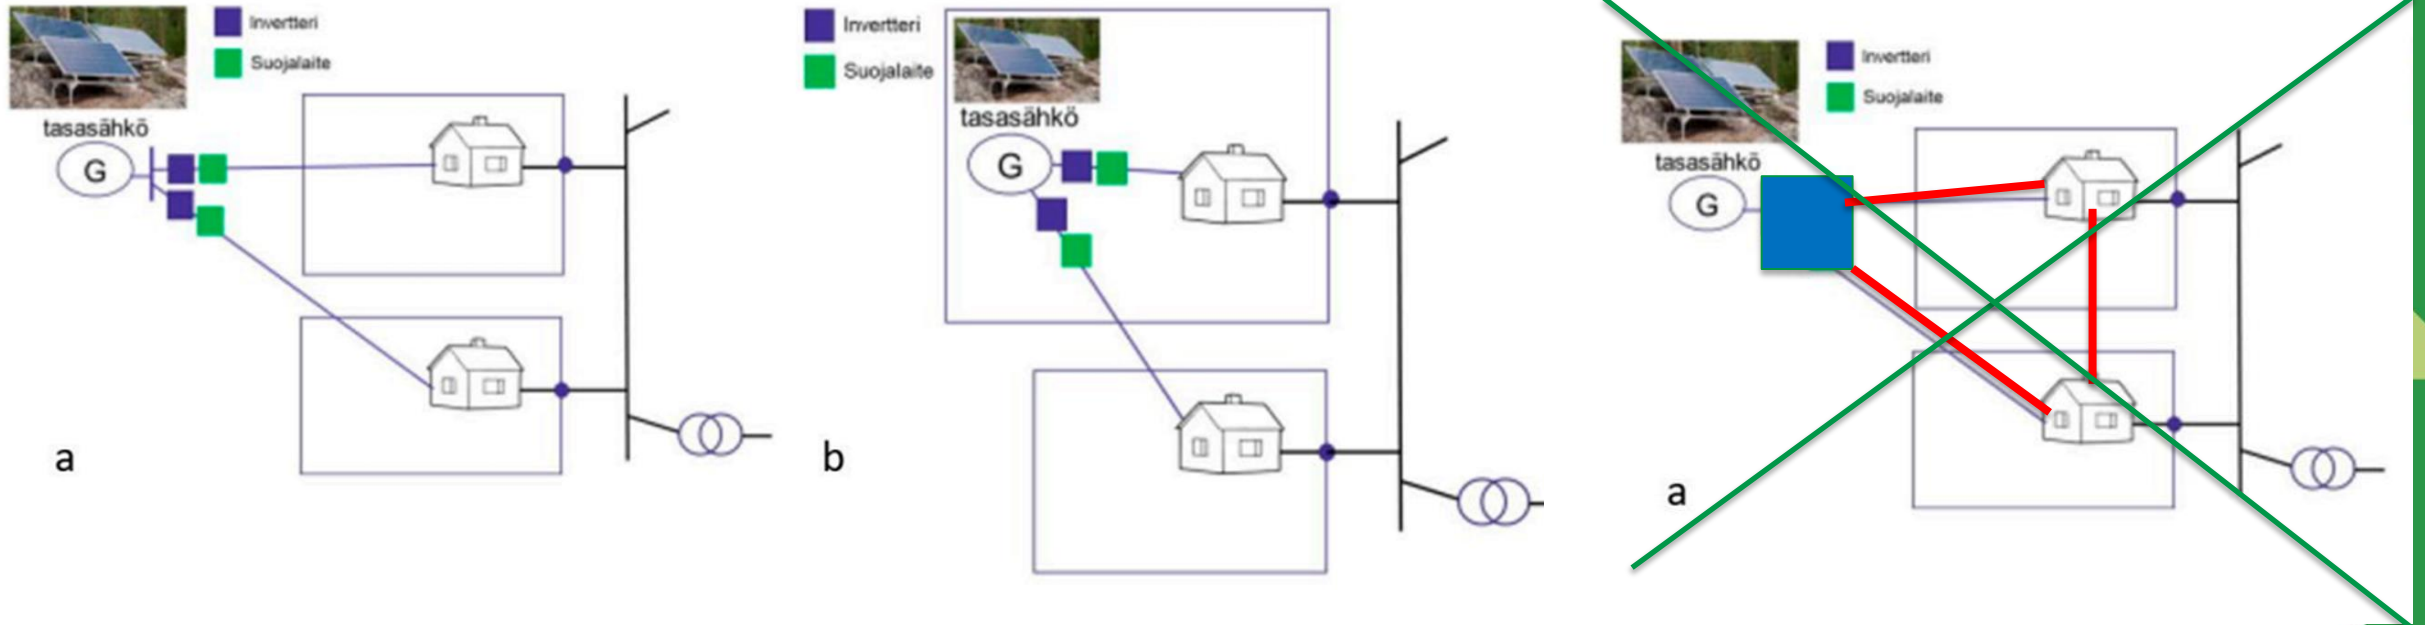 Invertteri
Suojalaite
tasasähkö
G
a
Invertteri
Suojalaite
tasasähkö
G
b
Invertteri
Suojalaite
tasasähkö
G
a